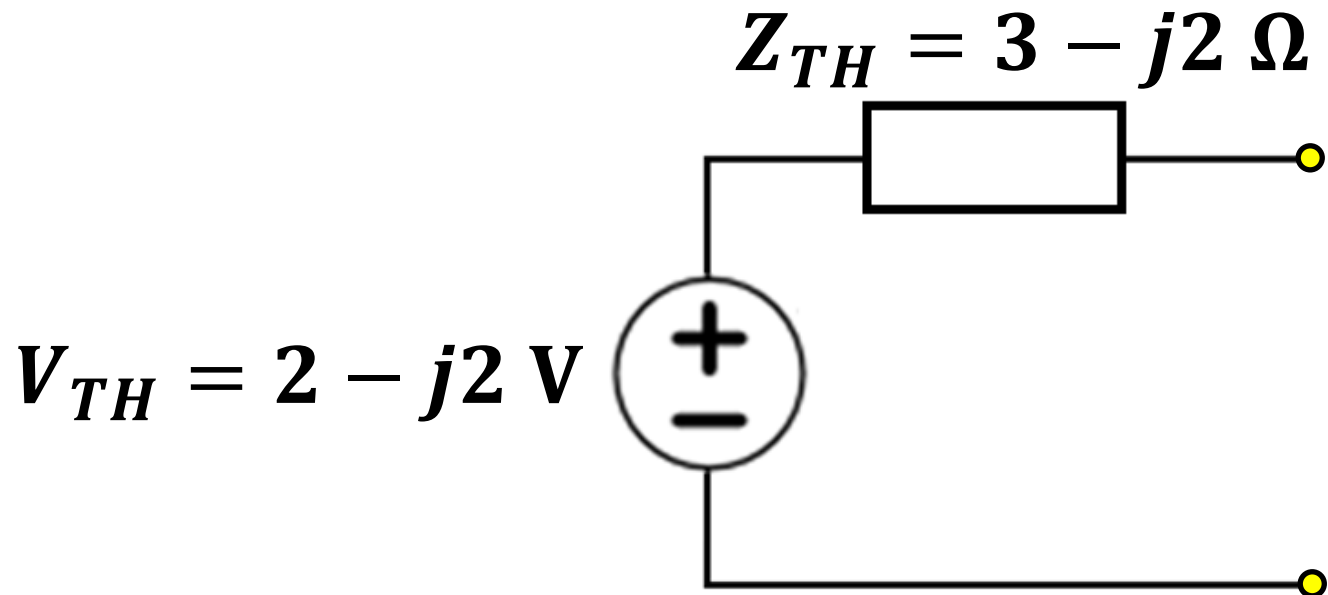 Z_TH = 3 − j2 Ω
V_TH = 2 − j2 V
+
−